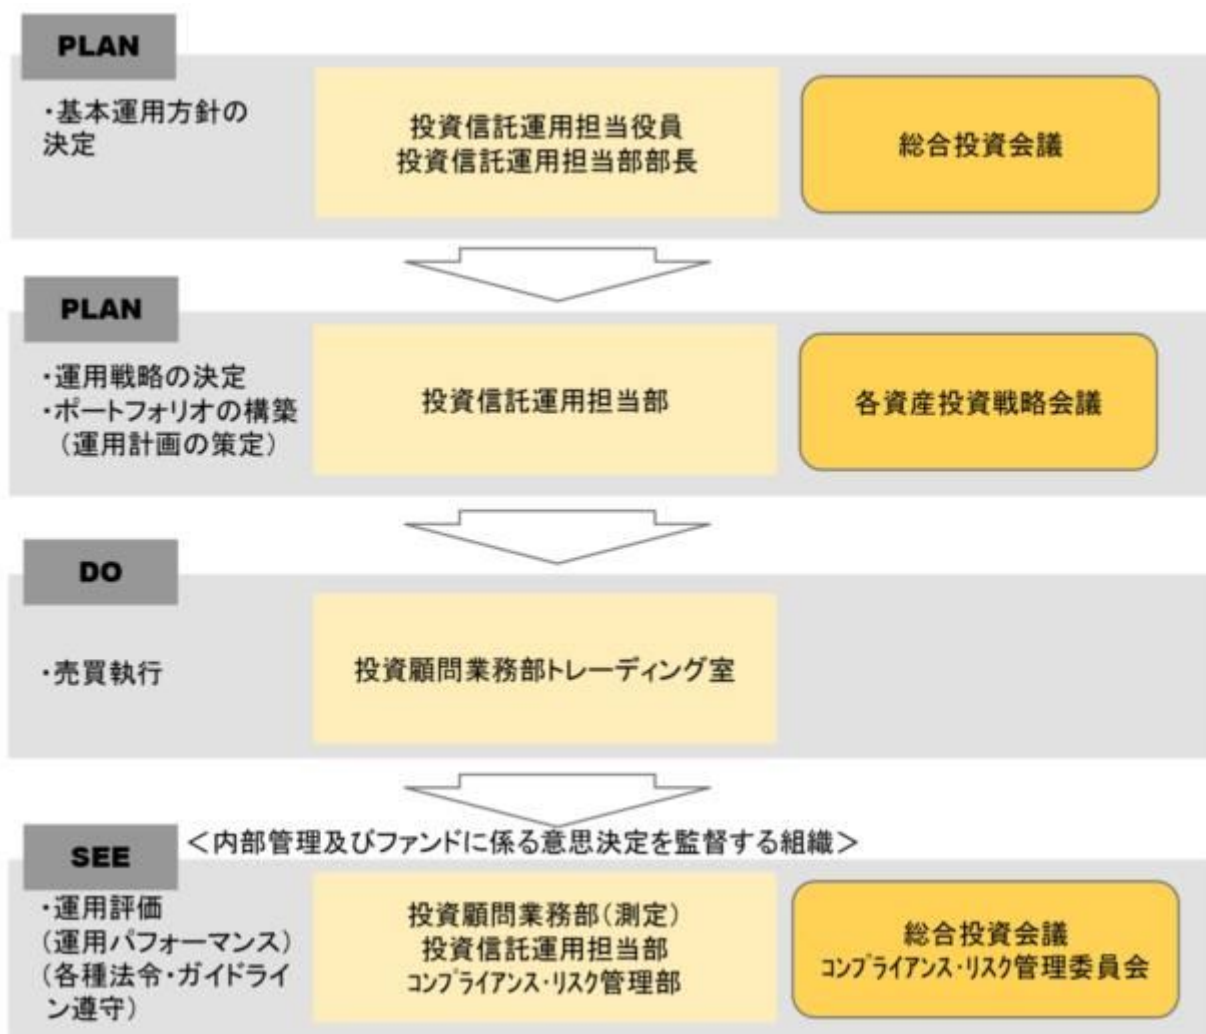 PLAN
・基本運用方針の
決定
投資信託運用担当役員
投資信託運用担当部部長
総合投資会議
PLAN
・運用戦略の決定
・ポートフォリオの構築
（運用計画の策定）
投資信託運用担当部
各資産投資戦略会議
DO
・売買執行
投資顧問業務部トレーディング室
SEE
＜内部管理及びファンドに係る意思決定を監督する組織＞
・運用評価
(運用パフォーマンス)
(各種法令・ガイドライ
ン遵守)
投資顧問業務部(測定)
投資信託運用担当部
ｺﾝﾌﾟﾗｲｱﾝｽ・ﾘｽｸ管理部
総合投資会議
ｺﾝﾌﾟﾗｲｱﾝｽ・ﾘｽｸ管理委員会